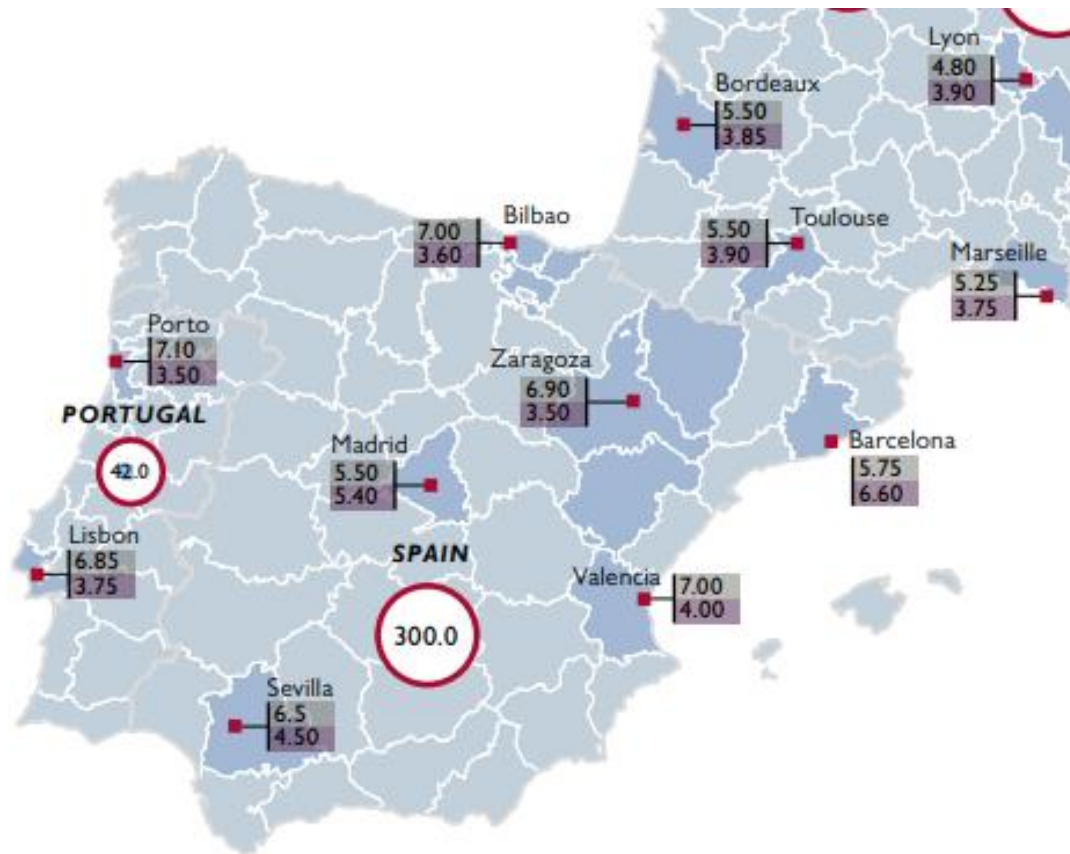 Lyon
4.80
3.90
Bordeaux
5.50
3.85
Bilbao
7.00
3.60
Toulouse
5.50
3.90
Marseille
5.25
3.75
Porto
7.10
3.50
Zaragoza
6.90
3.50
PORTUGAL
42.0
Madrid
5.50
5.40
Barcelona
5.75
6.60
Lisbon
6.85
3.75
SPAIN
300.0
Valencia
7.00
4.00
Sevilla
6.5
4.50